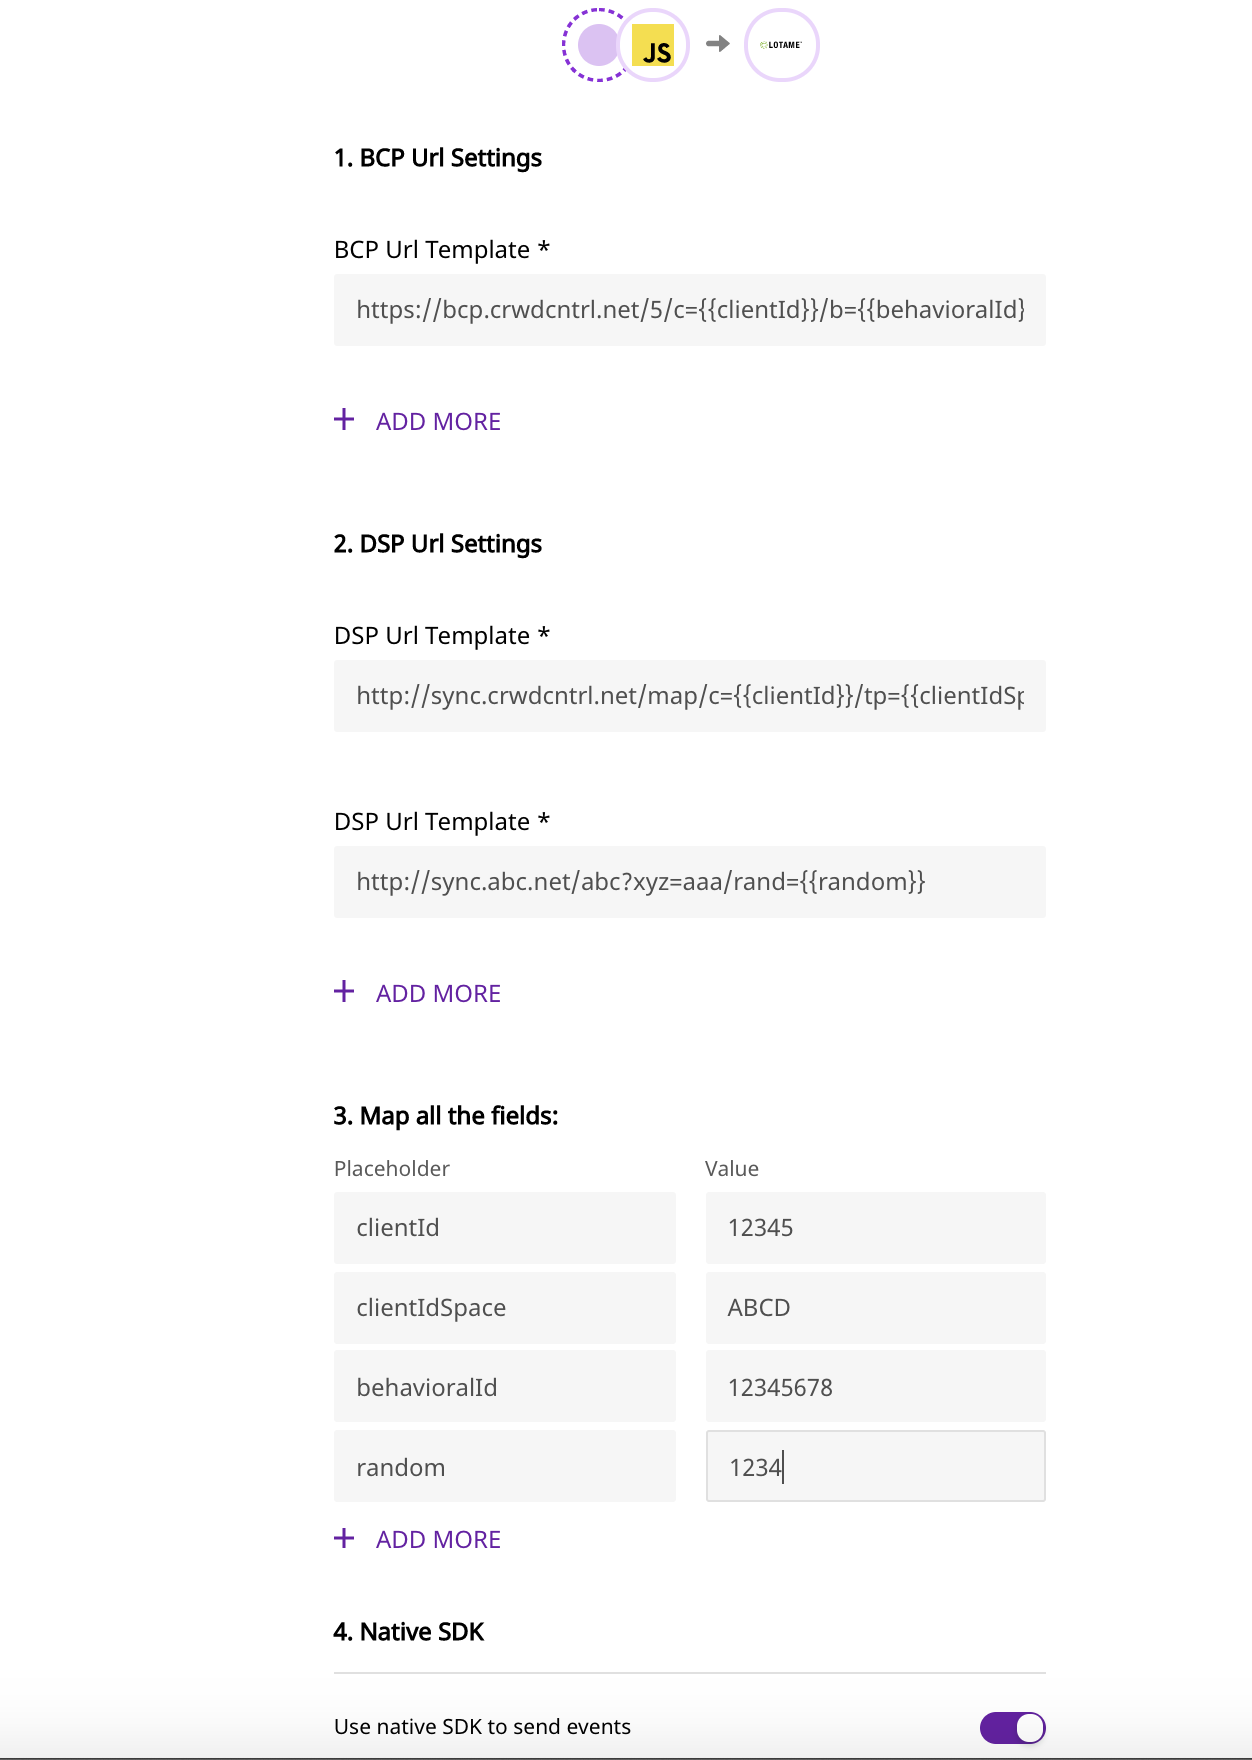 JS
LOTAME
1. BCP Url Settings
BCP Url Template *
https://bcp.crwdcntrl.net/5/c={{clientId}}/b={{behavioralId}
+ ADD MORE
2. DSP Url Settings
DSP Url Template *
http://sync.crwdcntrl.net/map/c={{clientId}}/tp={{clientIdSp
DSP Url Template *
http://sync.abc.net/abc?xyz=aaa/rand={{random}}
+ ADD MORE
3. Map all the fields:
Placeholder Value
clientId 12345
clientIdSpace ABCD
behavioralId 12345678
random 1234
+ ADD MORE
4. Native SDK
Use native SDK to send events